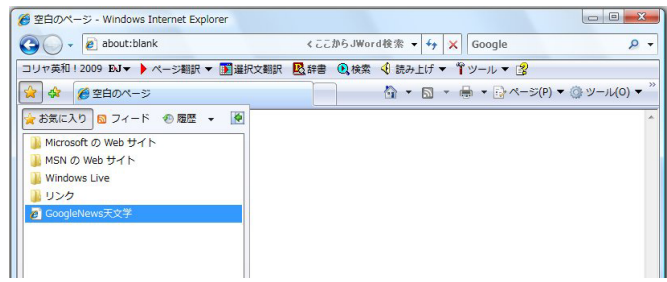 空白のページ - Windows Internet Explorer
about:blank
<ここからJWord検索
Google
コリャ英和!2009 EXJ ページ翻訳 選択文翻訳 辞書 検索 読み上げ ツール
空白のページ
ページ(P) ツール(O) »
お気に入り フィード 履歴
Microsoft の Web サイト
MSN の Web サイト
Windows Live
リンク
GoogleNews天文学